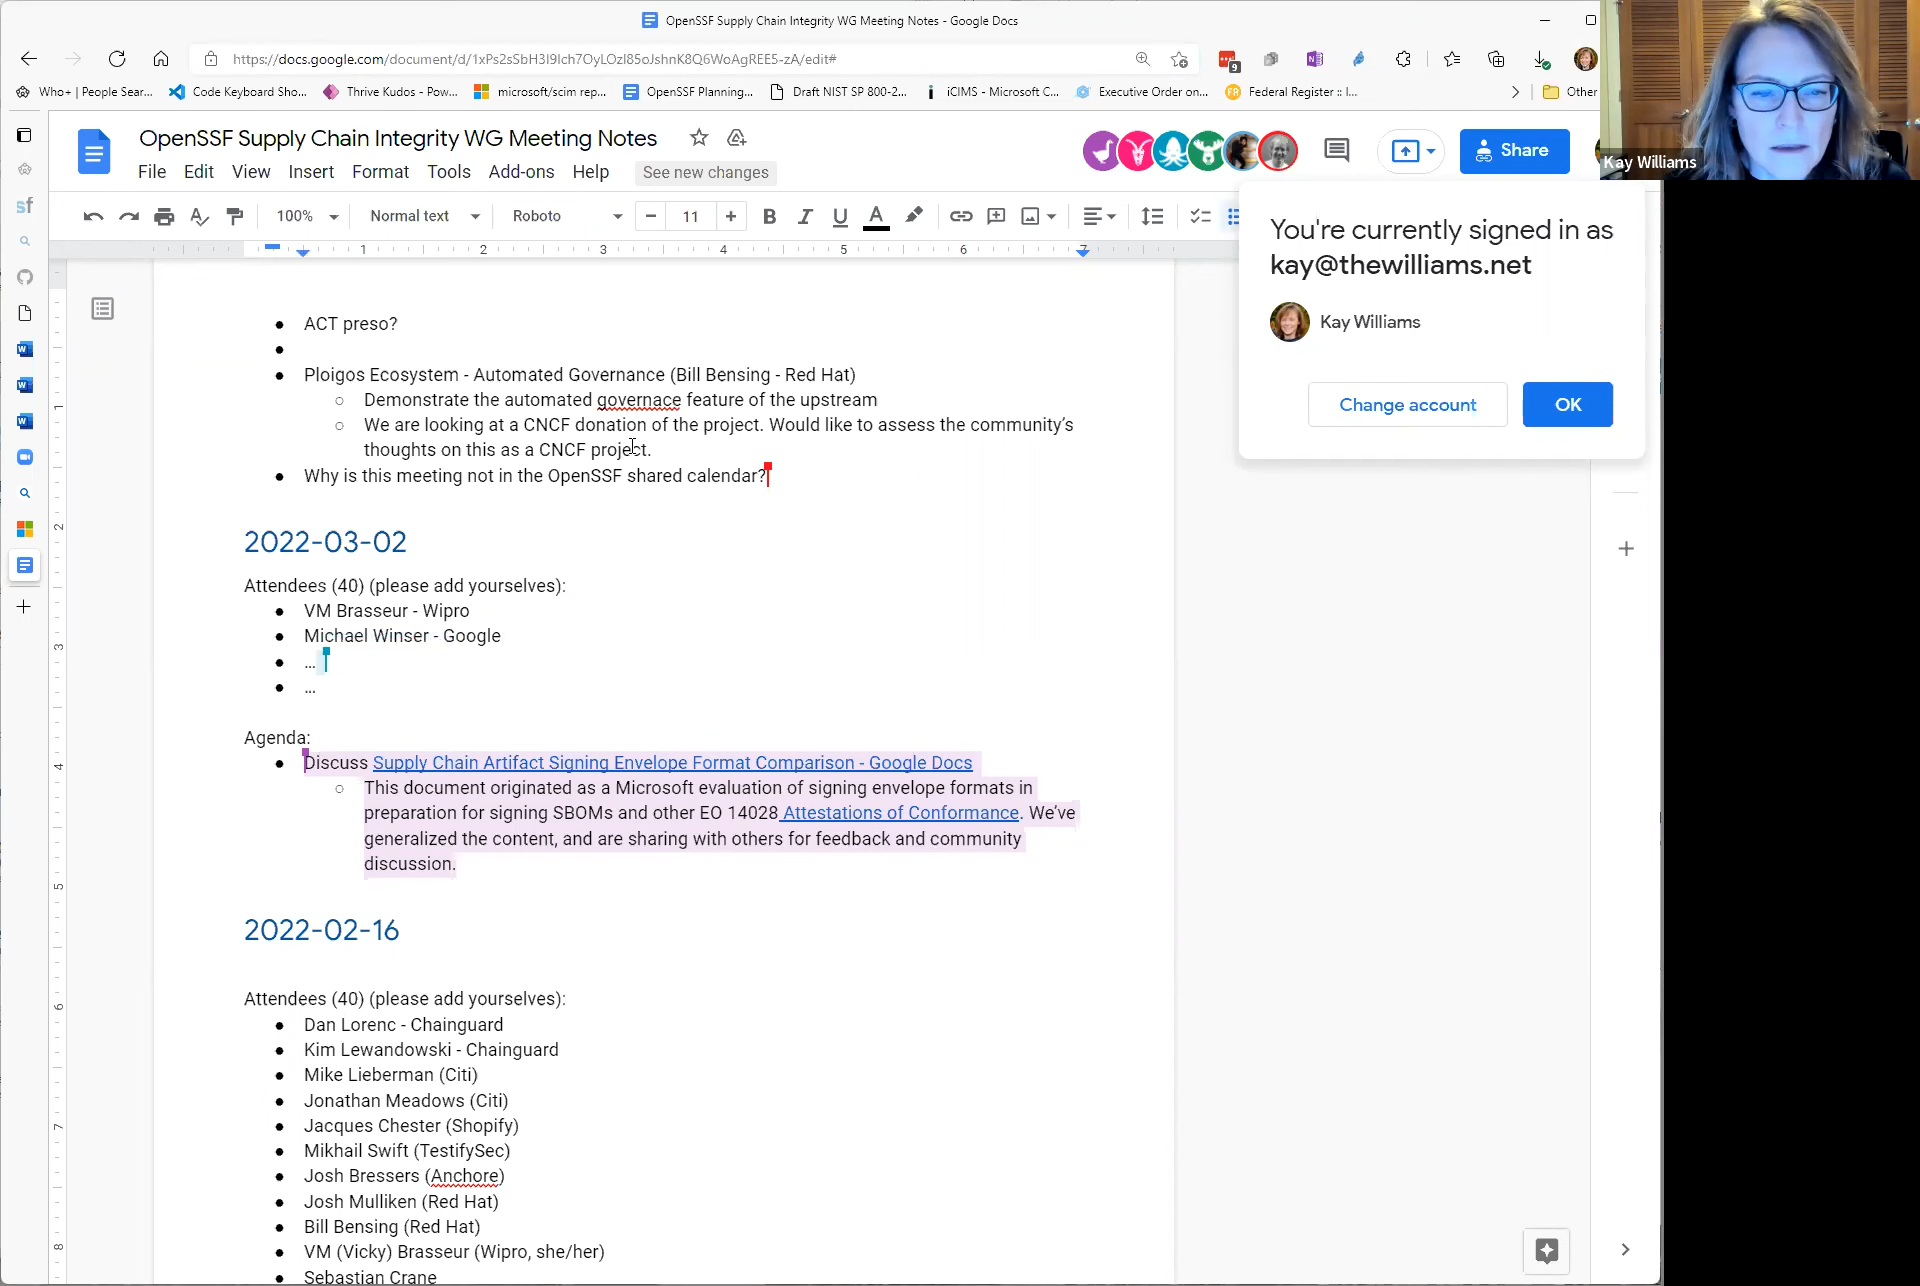 OpenSSF Supply Chain Integrity WG Meeting Notes - Google Docs
https://docs.google.com/document/d/1xPs2sSbH3I9Ich7OyLOzI85oJshnK8Q6WoAgREE5-zA/edit#
9
Who+ | People Sear...
Code Keyboard Sho...
Thrive Kudos - Pow...
microsoft/scim rep...
OpenSSF Planning...
Draft NIST SP 800-2...
iCIMS - Microsoft C...
Executive Order on...
Federal Register :: I...
Other
OpenSSF Supply Chain Integrity WG Meeting Notes
File Edit View Insert Format Tools Add-ons Help See new changes
Share
Kay Williams
100% Normal text Roboto 11
1 2 3 4 5 6 7
You're currently signed in as
kay@thewilliams.net
Kay Williams
Change account OK
ACT preso?
Ploigos Ecosystem - Automated Governance (Bill Bensing - Red Hat)
Demonstrate the automated governace feature of the upstream
We are looking at a CNCF donation of the project. Would like to assess the community's
thoughts on this as a CNCF project.
Why is this meeting not in the OpenSSF shared calendar?
2022-03-02
Attendees (40) (please add yourselves):
VM Brasseur - Wipro
Michael Winser - Google
...
...
Agenda:
Discuss Supply Chain Artifact Signing Envelope Format Comparison - Google Docs
This document originated as a Microsoft evaluation of signing envelope formats in
preparation for signing SBOMs and other EO 14028 Attestations of Conformance. We've
generalized the content, and are sharing with others for feedback and community
discussion.
2022-02-16
Attendees (40) (please add yourselves):
Dan Lorenc - Chainguard
Kim Lewandowski - Chainguard
Mike Lieberman (Citi)
Jonathan Meadows (Citi)
Jacques Chester (Shopify)
Mikhail Swift (TestifySec)
Josh Bressers (Anchore)
Josh Mulliken (Red Hat)
Bill Bensing (Red Hat)
VM (Vicky) Brasseur (Wipro, she/her)
Sebastian Crane